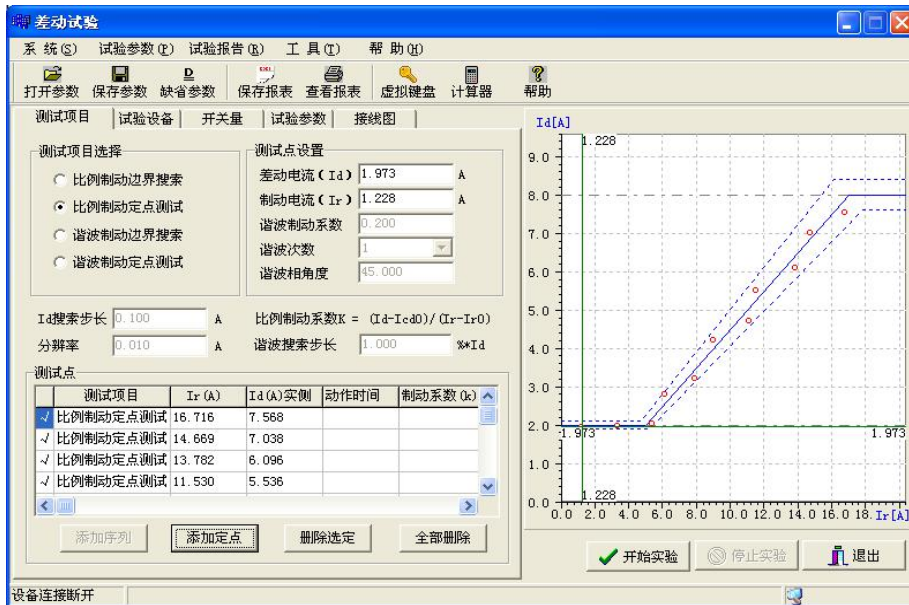 差动试验
系 统(S) 试验参数(P) 试验报告(R) 工 具(T) 帮 助(H)
打开参数 保存参数 缺省参数 保存报表 查看报表 虚拟键盘 计算器 帮助
测试项目 试验设备 开关量 试验参数 接线图
测试项目选择
比例制动边界搜索
比例制动定点测试
谐波制动边界搜索
谐波制动定点测试
测试点设置
差动电流(Id) 1.973 A
制动电流(Ir) 1.228 A
谐波制动系数 0.200
谐波次数 1
谐波相角度 45.000
Id搜索步长 0.100 A 比例制动系数K = (Id-Icd0)/(Ir-Ir0)
分辨率 0.010 A 谐波搜索步长 1.000 %*Id
测试点
测试项目 Ir(A) Id(A)实侧 动作时间 制动系数(k)
√ 比例制动定点测试 16.716 7.568
√ 比例制动定点测试 14.669 7.038
√ 比例制动定点测试 13.782 6.096
√ 比例制动定点测试 11.530 5.536
添加序列 添加定点 删除选定 全部删除
Id[A]
1.228
9.0
8.0
7.0
6.0
5.0
4.0
3.0
2.0
1.973 1.973
1.0
1.228
0.0
0.0 2.0 4.0 6.0 8.0 10.0 12.0 14.0 16.0 18. Ir[A]
开始实验 停止实验 退出
设备连接断开